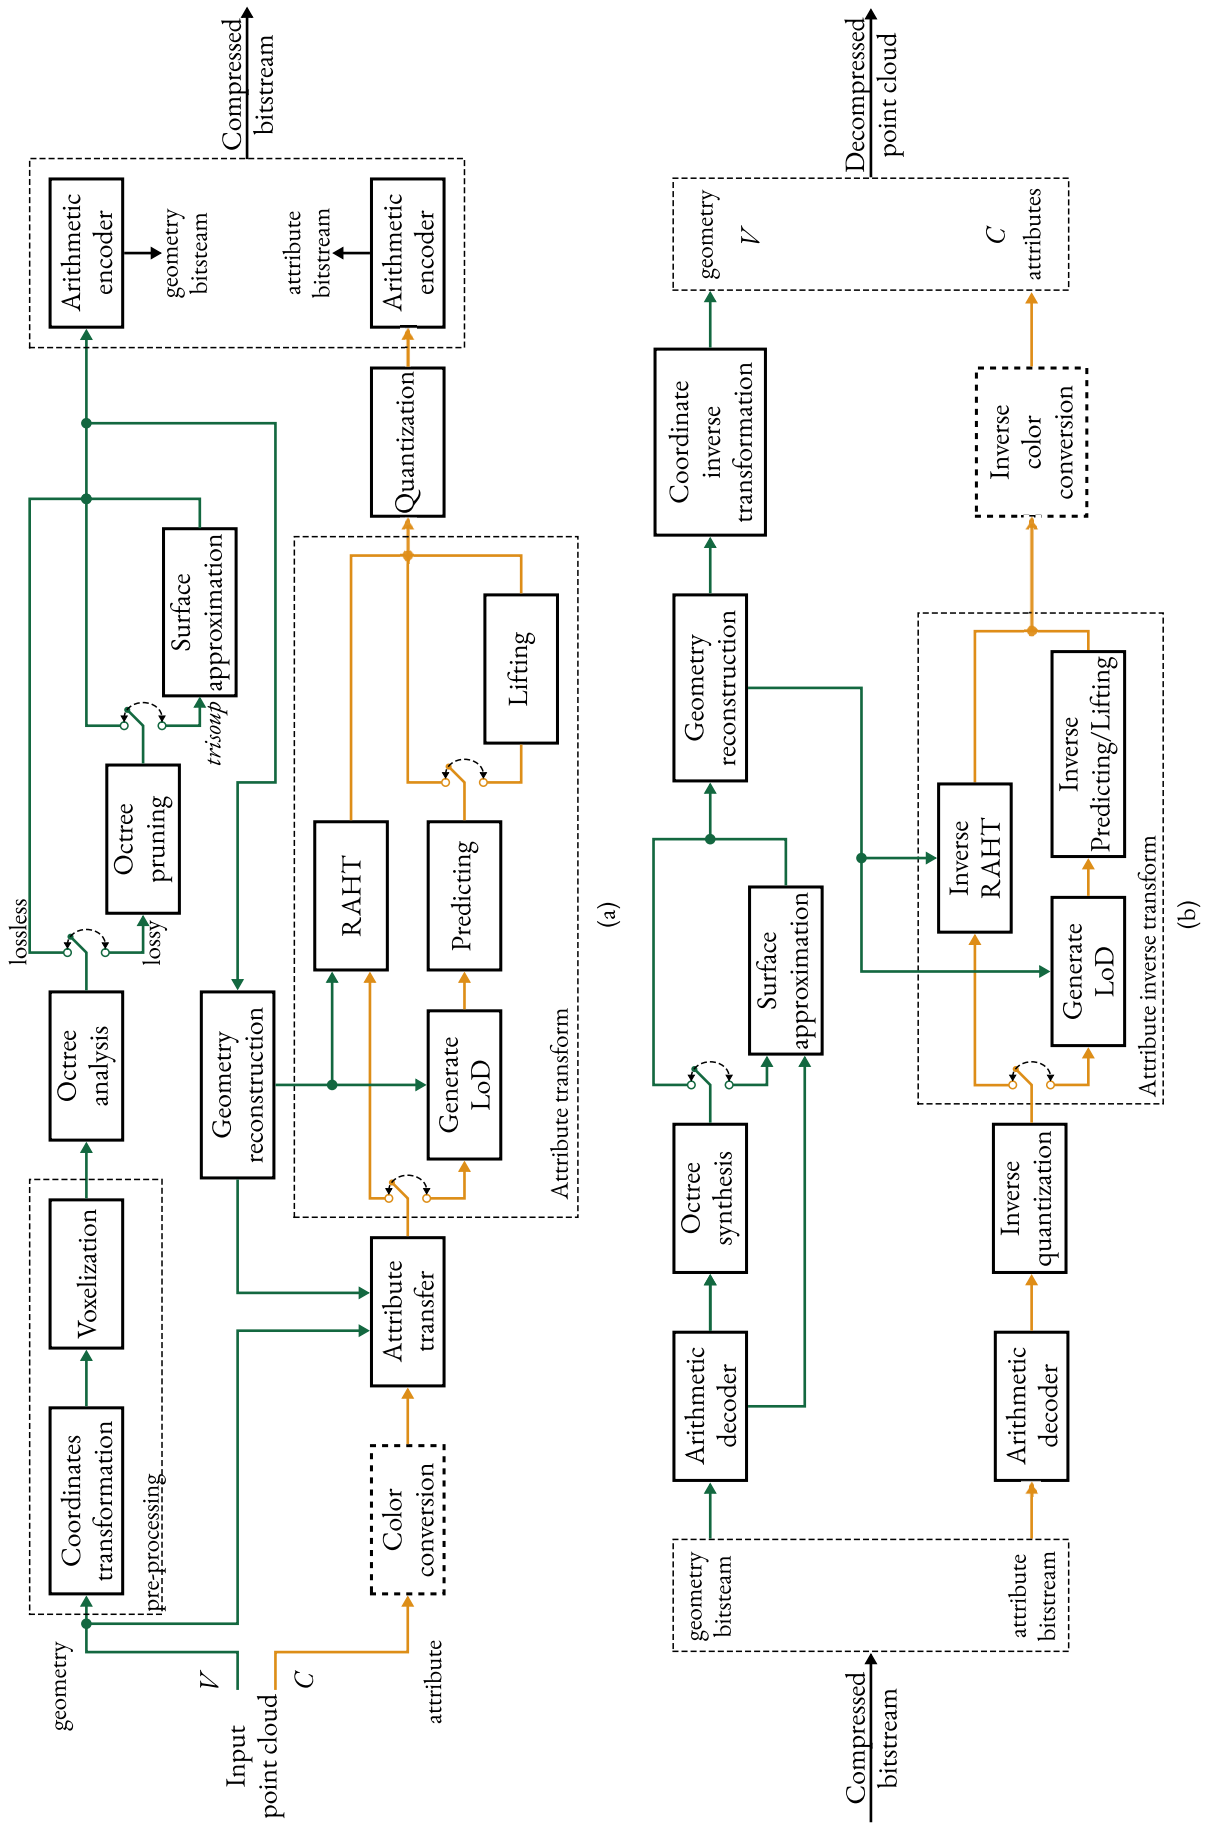 Input
point cloud
V
C
geometry
attribute
pre-processing
Coordinates
transformation
Voxelization
Octree
analysis
lossless
lossy
Octree
pruning
trisoup
Surface
approximation
Geometry
reconstruction
Color
conversion
Attribute
transfer
Attribute transform
RAHT
Generate
LoD
Predicting
Lifting
Quantization
Arithmetic
encoder
geometry
bitsteam
attribute
bitstream
Arithmetic
encoder
Compressed
bitstream
(a)
Compressed
bitstream
geometry
bitsteam
attribute
bitstream
Arithmetic
decoder
Octree
synthesis
Surface
approximation
Geometry
reconstruction
Coordinate
inverse
transformation
Arithmetic
decoder
Inverse
quantization
Attribute inverse transform
Inverse
RAHT
Generate
LoD
Inverse
Predicting/Lifting
Inverse
color
conversion
geometry
V
C
attributes
Decompressed
point cloud
(b)